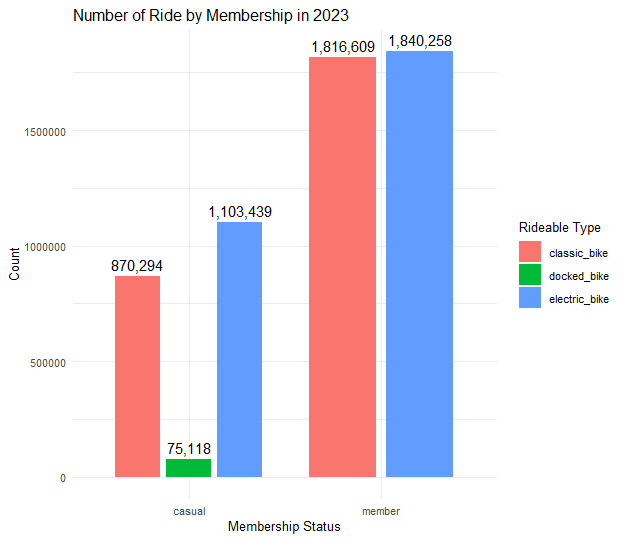 Number of Ride by Membership in 2023
1,816,609
1,840,258
1500000
1,103,439
1000000
870,294
500000
75,118
0
Count
casual
member
Membership Status
Rideable Type
classic_bike
docked_bike
electric_bike